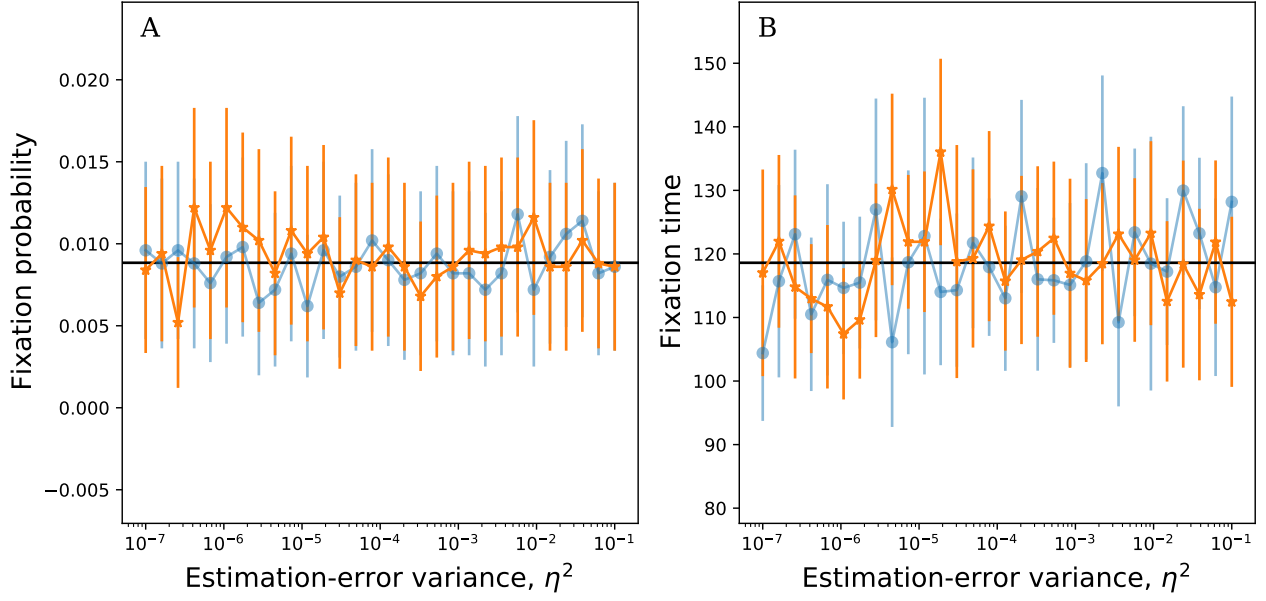 A
Fixation probability
0.020
0.015
0.010
0.005
0.000
−0.005
10⁻⁷ 10⁻⁶ 10⁻⁵ 10⁻⁴ 10⁻³ 10⁻² 10⁻¹
Estimation-error variance, η²
B
Fixation time
150
140
130
120
110
100
90
80
10⁻⁷ 10⁻⁶ 10⁻⁵ 10⁻⁴ 10⁻³ 10⁻² 10⁻¹
Estimation-error variance, η²